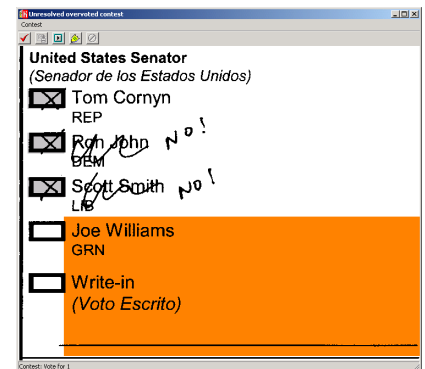 Unresolved overvoted contest
Contest
United States Senator
(Senador de los Estados Unidos)
Tom Cornyn
REP
Ron John NO!
DEM
Scott Smith NO!
LIB
Joe Williams
GRN
Write-in
(Voto Escrito)
Contest: Vote for 1